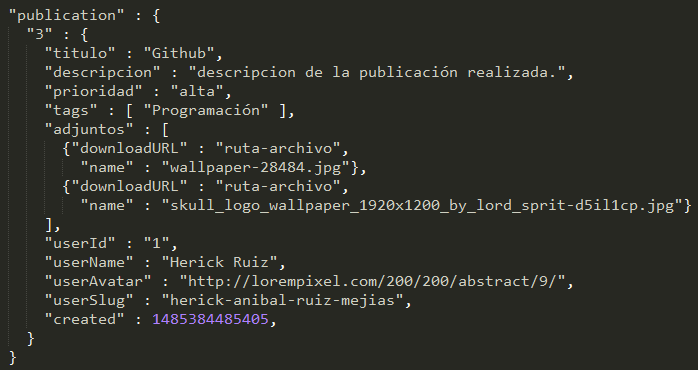 "publication" : {
"3" : {
"titulo" : "Github",
"descripcion" : "descripcion de la publicación realizada.",
"prioridad" : "alta",
"tags" : [ "Programación" ],
"adjuntos" : [
{"downloadURL" : "ruta-archivo",
"name" : "wallpaper-28484.jpg"},
{"downloadURL" : "ruta-archivo",
"name" : "skull_logo_wallpaper_1920x1200_by_lord_sprit-d5il1cp.jpg"}
],
"userId" : "1",
"userName" : "Herick Ruiz",
"userAvatar" : "http://lorempixel.com/200/200/abstract/9/",
"userSlug" : "herick-anibal-ruiz-mejias",
"created" : 1485384485405,
}
}